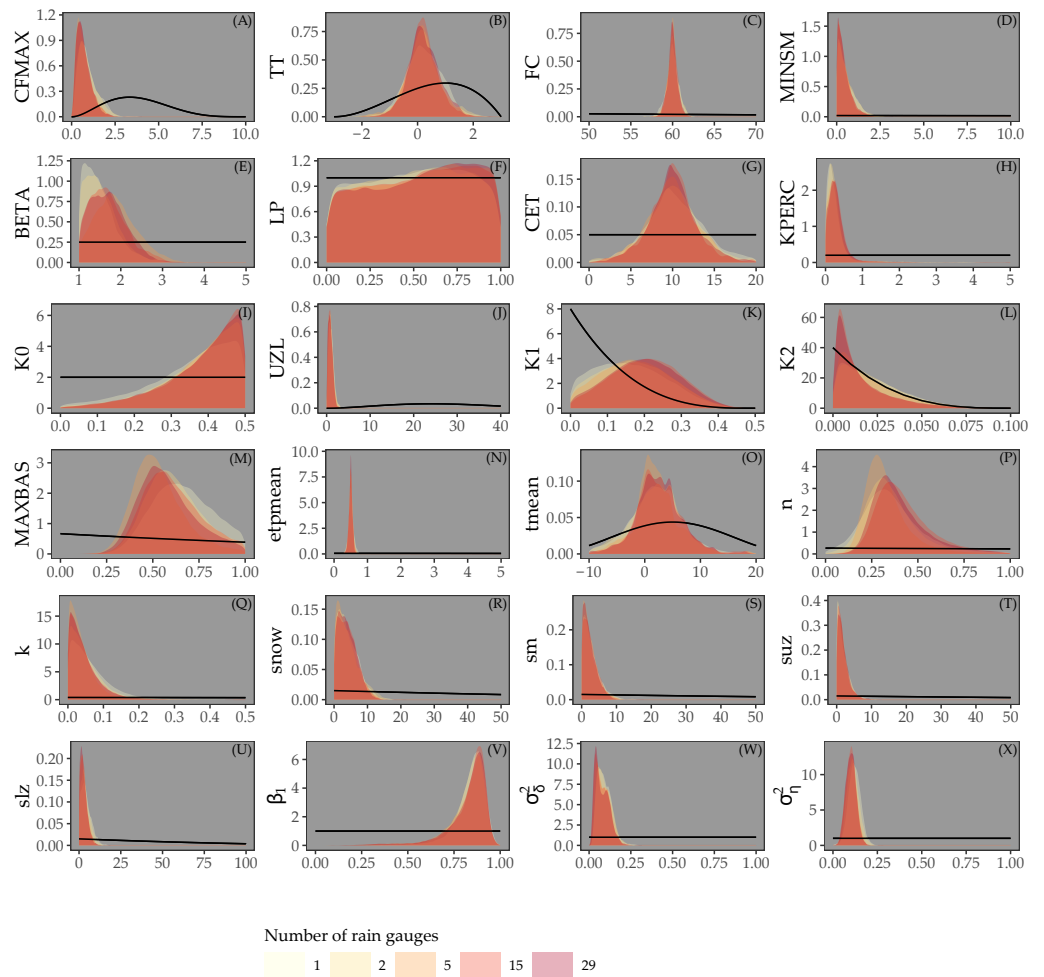 (A) (B) (C) (D)
CFMAX TT FC MINSM
1.2 0.9 0.6 0.3 0.0
0.75 0.50 0.25 0.00
0.75 0.50 0.25 0.00
1.5 1.0 0.5 0.0
0.0 2.5 5.0 7.5 10.0 −2 0 2 50 55 60 65 70 0.0 2.5 5.0 7.5 10.0
(E) (F) (G) (H)
BETA LP CET KPERC
1.25 1.00 0.75 0.50 0.25 0.00
1.2 0.9 0.6 0.3 0.0
0.15 0.10 0.05 0.00
2 1 0
1 2 3 4 5 0.00 0.25 0.50 0.75 1.00 0 5 10 15 20 0 1 2 3 4 5
(I) (J) (K) (L)
K0 UZL K1 K2
6 4 2 0
0.8 0.6 0.4 0.2 0.0
8 6 4 2 0
60 40 20 0
0.0 0.1 0.2 0.3 0.4 0.5 0 10 20 30 40 0.0 0.1 0.2 0.3 0.4 0.5 0.000 0.025 0.050 0.075 0.100
(M) (N) (O) (P)
MAXBAS etpmean tmean n
3 2 1 0
10.0 7.5 5.0 2.5 0.0
0.10 0.05 0.00
4 3 2 1 0
0.00 0.25 0.50 0.75 1.00 0 1 2 3 4 5 −10 0 10 20 0.00 0.25 0.50 0.75 1.00
(Q) (R) (S) (T)
k snow sm suz
15 10 5 0
0.15 0.10 0.05 0.00
0.2 0.1 0.0
0.4 0.3 0.2 0.1 0.0
0.0 0.1 0.2 0.3 0.4 0.5 0 10 20 30 40 50 0 10 20 30 40 50 0 10 20 30 40 50
(U) (V) (W) (X)
slz β1 σ²δ σ²η
0.20 0.15 0.10 0.05 0.00
6 4 2 0
12.5 10.0 7.5 5.0 2.5 0.0
10 5 0
0 25 50 75 100 0.00 0.25 0.50 0.75 1.00 0.00 0.25 0.50 0.75 1.00 0.00 0.25 0.50 0.75 1.00
Number of rain gauges
1 2 5 15 29